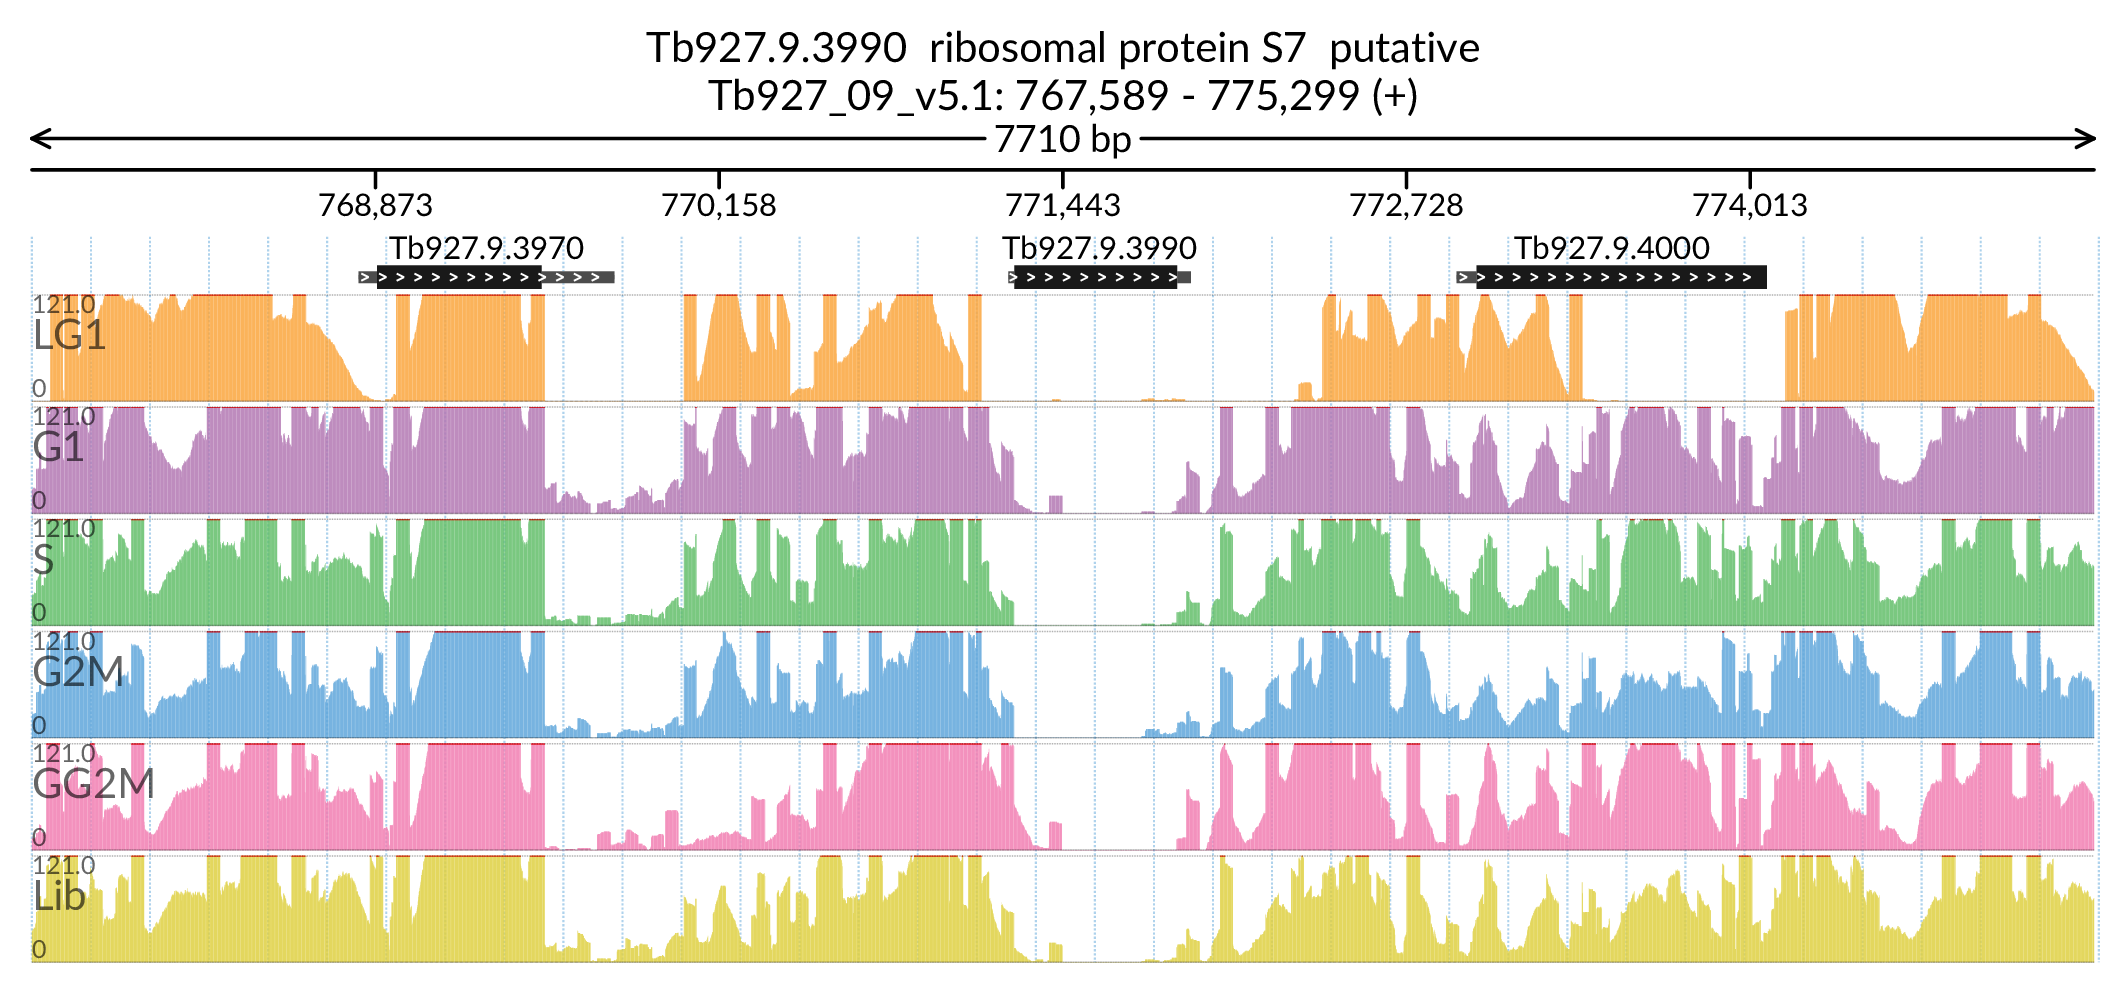 Tb927.9.3990  ribosomal protein S7  putative
Tb927_09_v5.1: 767,589 - 775,299 (+)
7710 bp
768,873 770,158 771,443 772,728 774,013
Tb927.9.3970 Tb927.9.3990 Tb927.9.4000
121.0
LG1
0
121.0
G1
0
121.0
S
0
121.0
G2M
0
121.0
GG2M
0
121.0
Lib
0